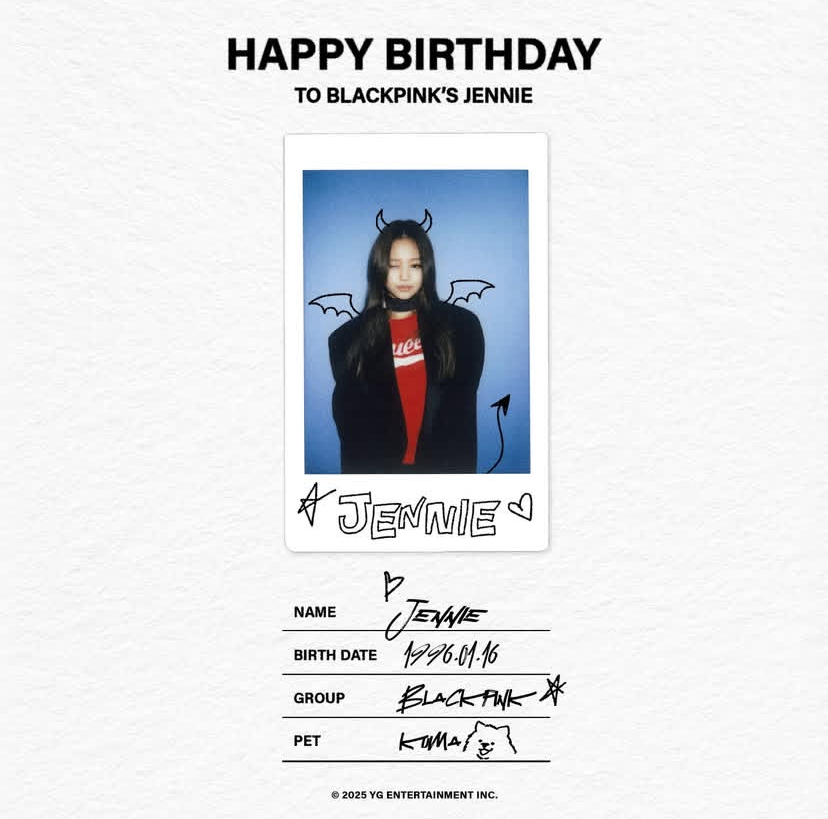 HAPPY BIRTHDAY
TO BLACKPINK'S JENNIE
JENNIE
NAME JENNIE
BIRTH DATE 1996.01.16
GROUP BLACKPINK
PET KUMA
© 2025 YG ENTERTAINMENT INC.